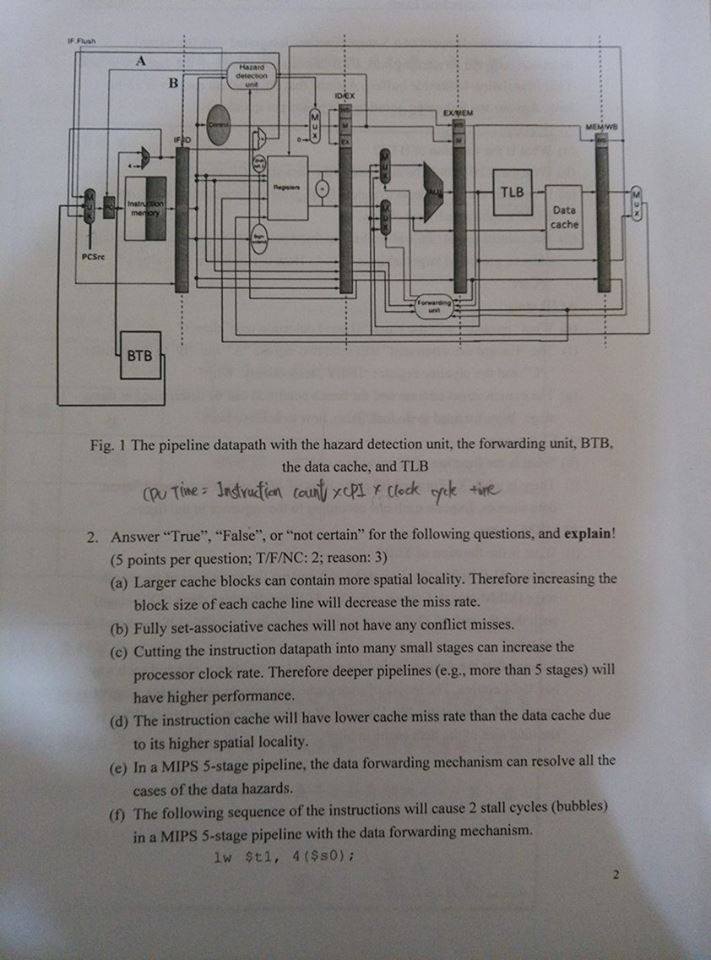 IF.Flush
A
B
Hazard
detection
unit
ID/EX
EX/MEM
MEM/WB
IF/ID
Control
M
u
x
0
M
EX
4
Instruction
memory
Registers
=
M
u
x
PCSrc
Sign
extend
ALU
TLB
Data
cache
M
u
x
Forwarding
unit
BTB
Fig. 1 The pipeline datapath with the hazard detection unit, the forwarding unit, BTB,
the data cache, and TLB
CPU Time = Instruction count × CPI × Clock cycle time
2. Answer “True”, “False”, or “not certain” for the following questions, and explain!
(5 points per question; T/F/NC: 2; reason: 3)
(a) Larger cache blocks can contain more spatial locality. Therefore increasing the
block size of each cache line will decrease the miss rate.
(b) Fully set-associative caches will not have any conflict misses.
(c) Cutting the instruction datapath into many small stages can increase the
processor clock rate. Therefore deeper pipelines (e.g., more than 5 stages) will
have higher performance.
(d) The instruction cache will have lower cache miss rate than the data cache due
to its higher spatial locality.
(e) In a MIPS 5-stage pipeline, the data forwarding mechanism can resolve all the
cases of the data hazards.
(f) The following sequence of the instructions will cause 2 stall cycles (bubbles)
in a MIPS 5-stage pipeline with the data forwarding mechanism.
lw $t1, 4($s0);
2